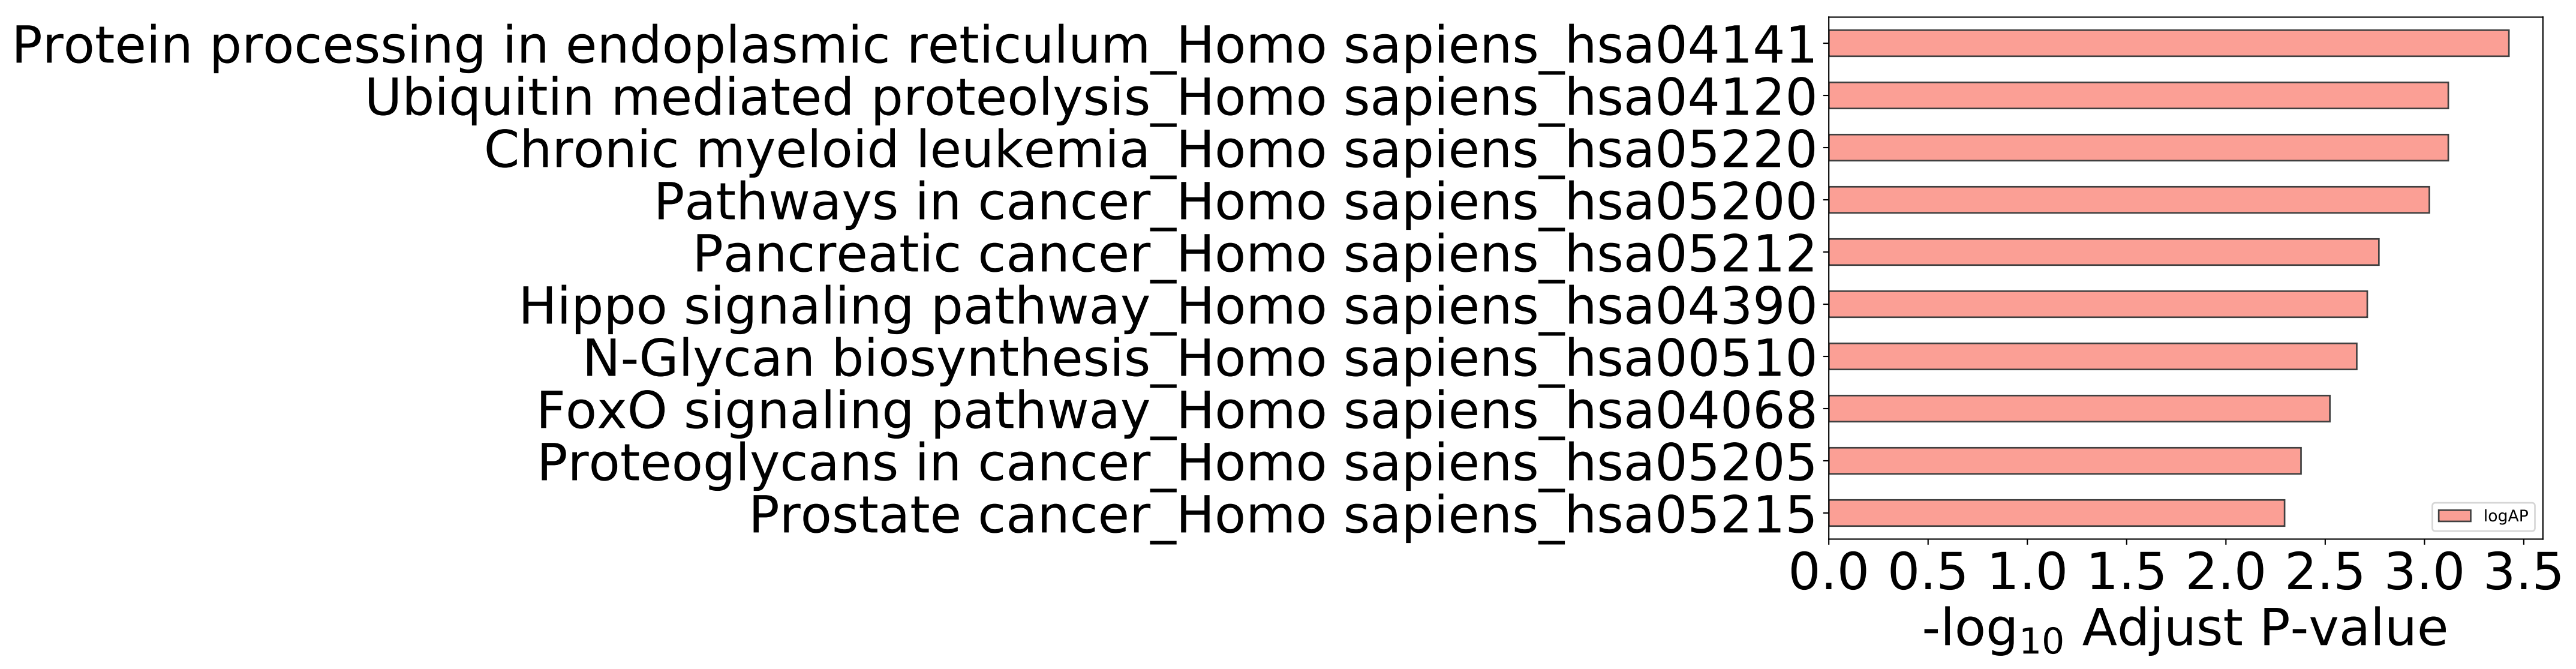 Protein processing in endoplasmic reticulum_Homo sapiens_hsa04141
Ubiquitin mediated proteolysis_Homo sapiens_hsa04120
Chronic myeloid leukemia_Homo sapiens_hsa05220
Pathways in cancer_Homo sapiens_hsa05200
Pancreatic cancer_Homo sapiens_hsa05212
Hippo signaling pathway_Homo sapiens_hsa04390
N-Glycan biosynthesis_Homo sapiens_hsa00510
FoxO signaling pathway_Homo sapiens_hsa04068
Proteoglycans in cancer_Homo sapiens_hsa05205
Prostate cancer_Homo sapiens_hsa05215
logAP
0.0 0.5 1.0 1.5 2.0 2.5 3.0 3.5
-log₁₀ Adjust P-value